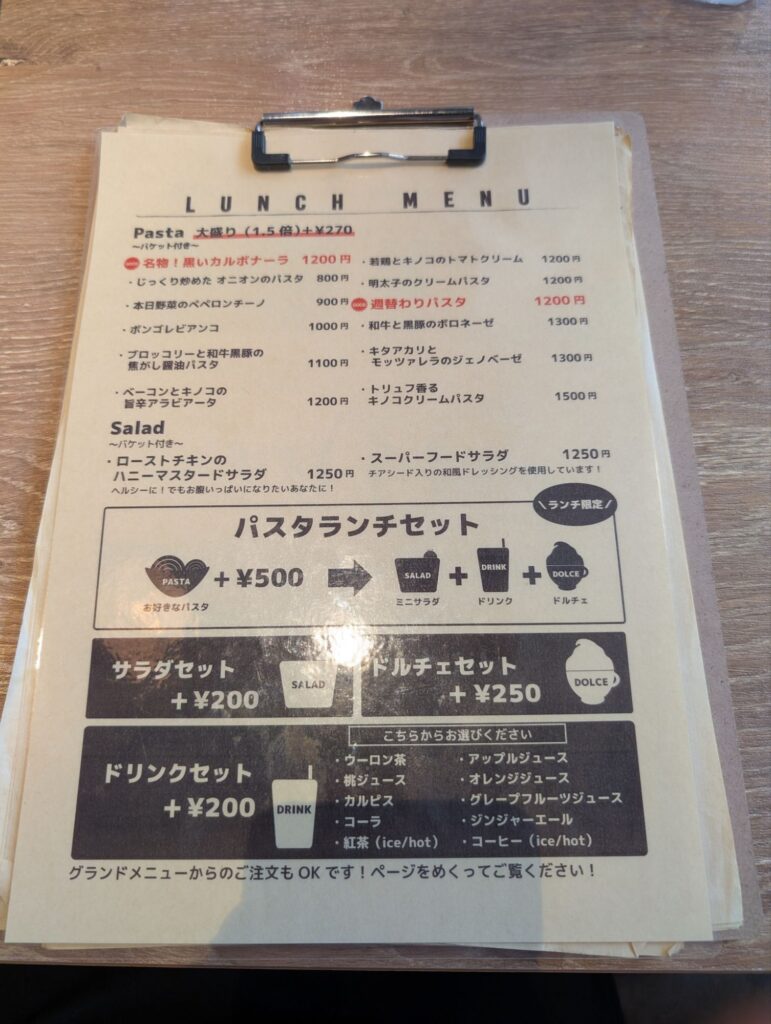 LUNCH MENU
Pasta 大盛り（1.5倍）+¥270
〜バケット付き〜
名物！黒いカルボナーラ 1200円
・じっくり炒めた オニオンのパスタ 800円
・本日野菜のペペロンチーノ 900円
・ボンゴレビアンコ 1000円
・ブロッコリーと和牛黒豚の
焦がし醤油パスタ 1100円
・ベーコンとキノコの
旨辛アラビアータ 1200円
・若鶏とキノコのトマトクリーム 1200円
・明太子のクリームパスタ 1200円
週替わりパスタ 1200円
・和牛と黒豚のボロネーゼ 1300円
・キタアカリと
モッツァレラのジェノベーゼ 1300円
・トリュフ香る
キノコクリームパスタ 1500円
Salad
〜バケット付き〜
・ローストチキンの
ハニーマスタードサラダ 1250円
ヘルシーに！でもお腹いっぱいになりたいあなたに！
・スーパーフードサラダ 1250円
チアシード入りの和風ドレッシングを使用しています！
\ランチ限定/
パスタランチセット
PASTA +¥500 SALAD + DRINK + DOLCE
お好きなパスタ ミニサラダ ドリンク ドルチェ
サラダセット
+¥200 SALAD
ドルチェセット
+¥250 DOLCE
ドリンクセット
+¥200 DRINK
こちらからお選びください
・ウーロン茶 ・アップルジュース
・桃ジュース ・オレンジジュース
・カルピス ・グレープフルーツジュース
・コーラ ・ジンジャーエール
・紅茶（ice/hot） ・コーヒー（ice/hot）
グランドメニューからのご注文もOKです！ページをめくってご覧ください！